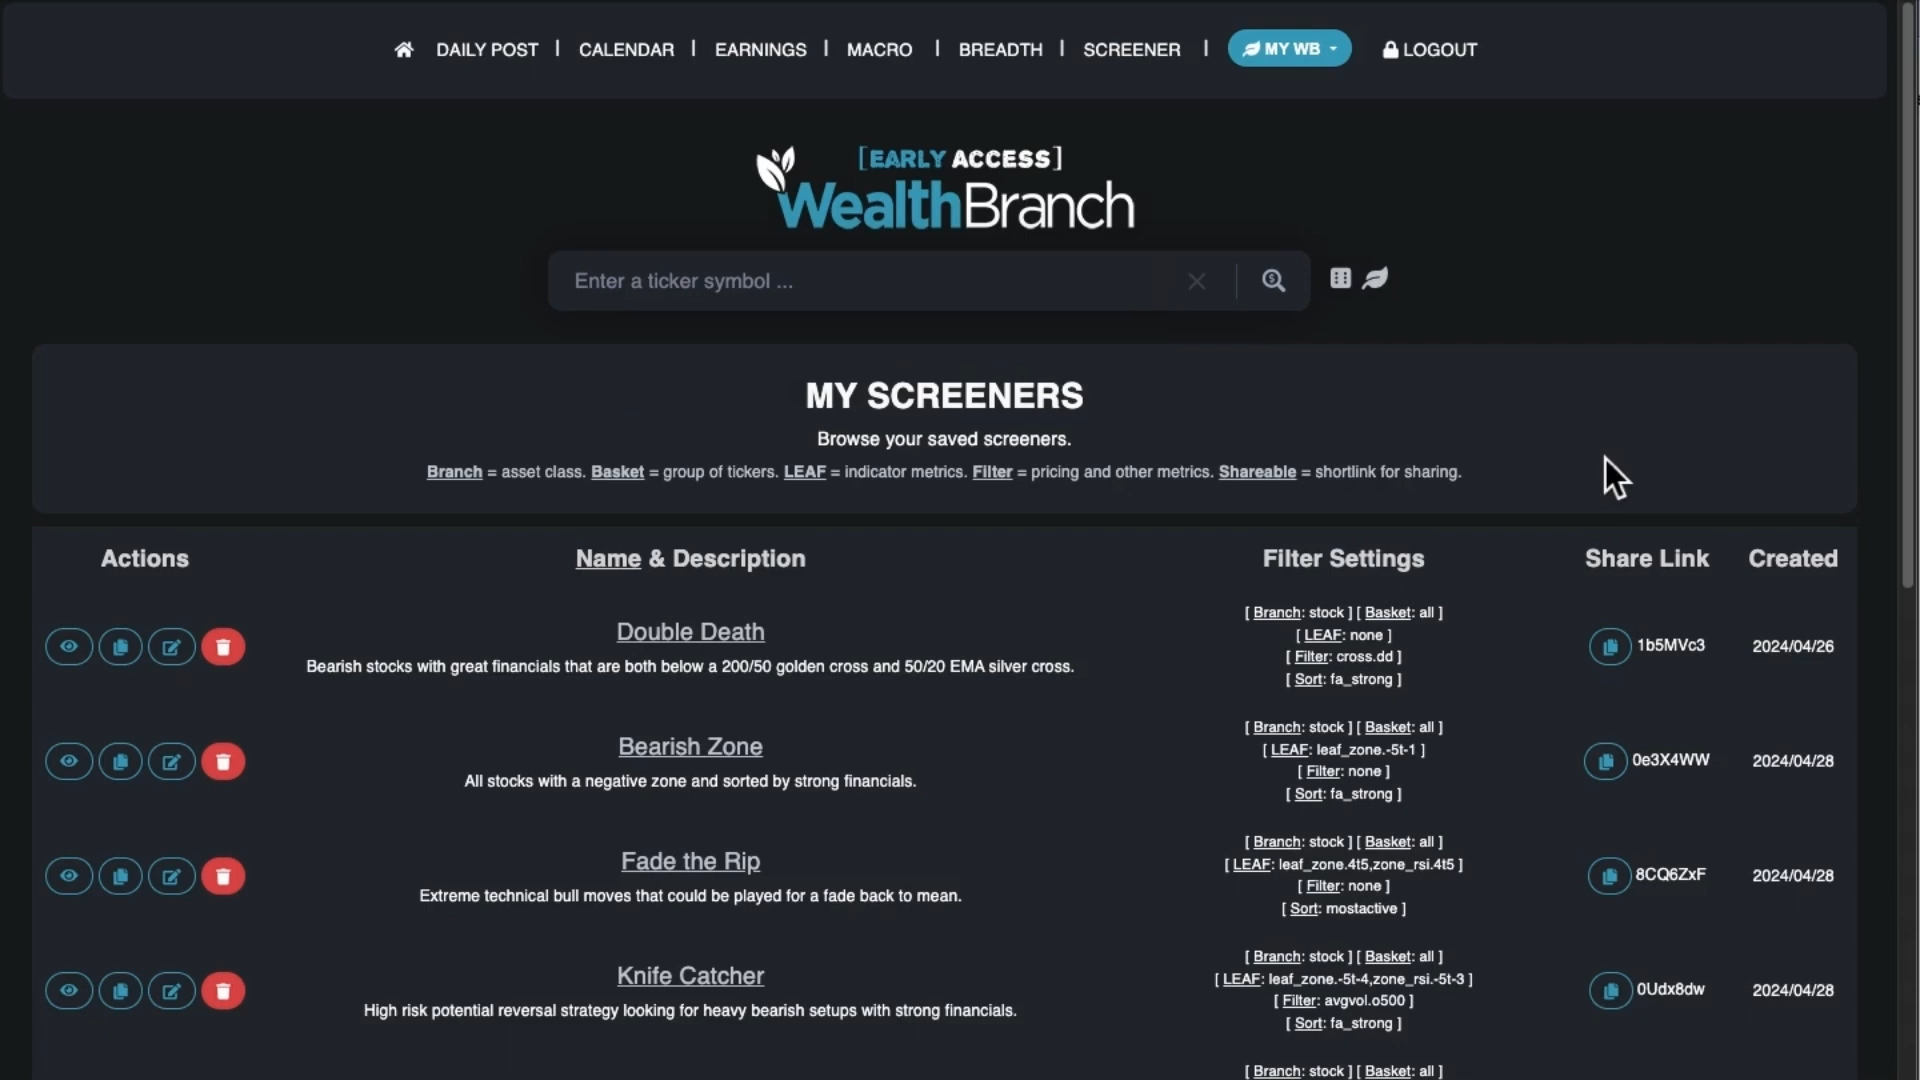 DAILY POST | CALENDAR | EARNINGS | MACRO | BREADTH | SCREENER | MY WB LOGOUT
[EARLY ACCESS]
WealthBranch
Enter a ticker symbol ...
MY SCREENERS
Browse your saved screeners.
Branch = asset class. Basket = group of tickers. LEAF = indicator metrics. Filter = pricing and other metrics. Shareable = shortlink for sharing.
Actions Name & Description Filter Settings Share Link Created
Double Death
Bearish stocks with great financials that are both below a 200/50 golden cross and 50/20 EMA silver cross.
[ Branch: stock ] [ Basket: all ]
[ LEAF: none ]
[ Filter: cross.dd ]
[ Sort: fa_strong ]
1b5MVc3
2024/04/26
Bearish Zone
All stocks with a negative zone and sorted by strong financials.
[ Branch: stock ] [ Basket: all ]
[ LEAF: leaf_zone.-5t-1 ]
[ Filter: none ]
[ Sort: fa_strong ]
0e3X4WW
2024/04/28
Fade the Rip
Extreme technical bull moves that could be played for a fade back to mean.
[ Branch: stock ] [ Basket: all ]
[ LEAF: leaf_zone.4t5,zone_rsi.4t5 ]
[ Filter: none ]
[ Sort: mostactive ]
8CQ6ZxF
2024/04/28
Knife Catcher
High risk potential reversal strategy looking for heavy bearish setups with strong financials.
[ Branch: stock ] [ Basket: all ]
[ LEAF: leaf_zone.-5t-4,zone_rsi.-5t-3 ]
[ Filter: avgvol.o500 ]
[ Sort: fa_strong ]
0Udx8dw
2024/04/28
[ Branch: stock ] [ Basket: all ]